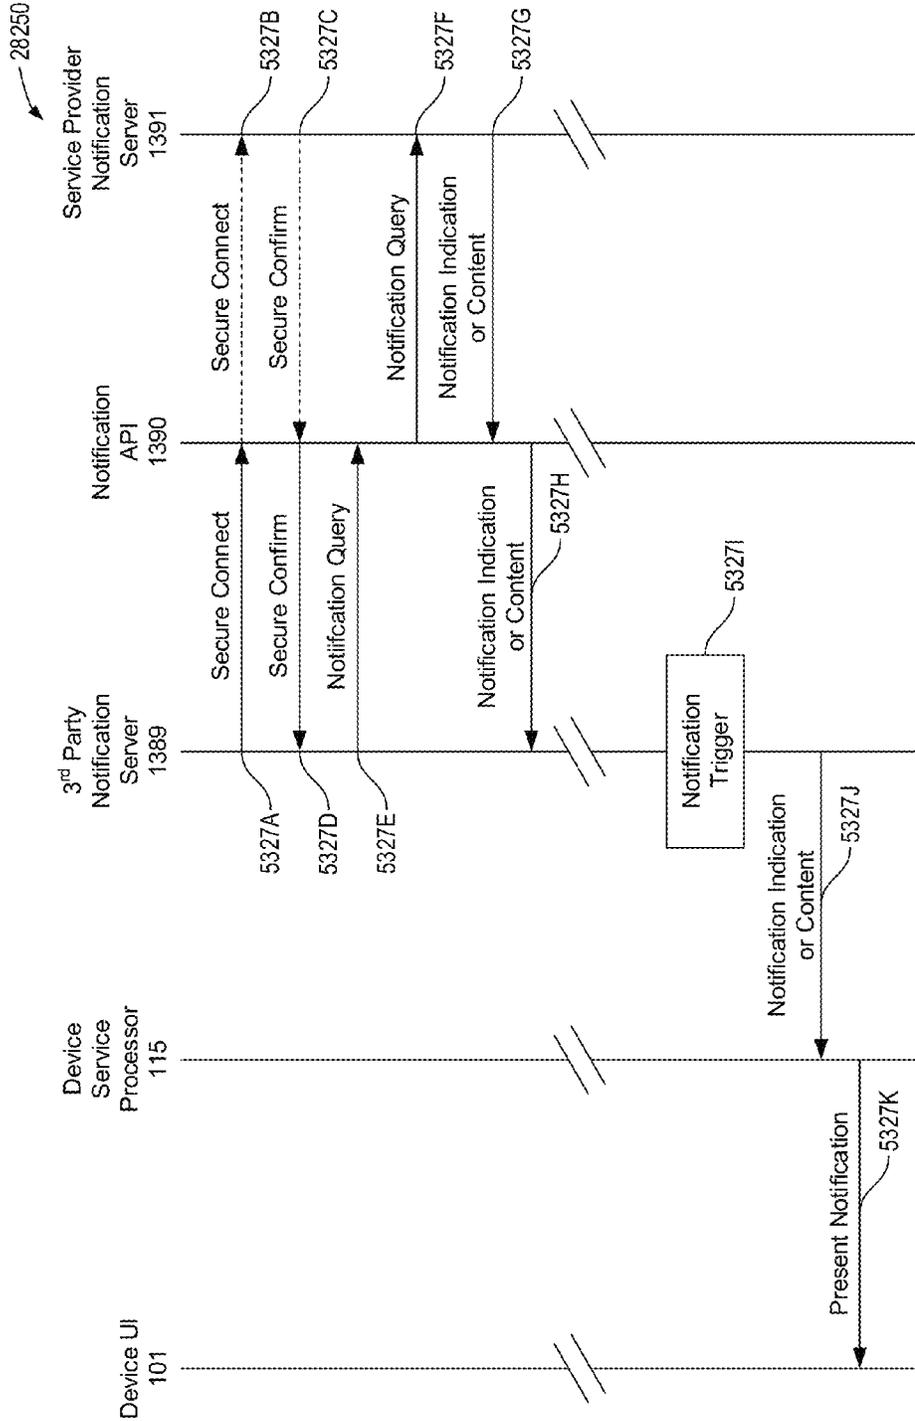 28250
Device UI
101
Device
Service
Processor
115
3rd Party
Notification
Server
1389
Notification
API
1390
Service Provider
Notification
Server
1391
5327A
Secure Connect
Secure Connect
5327B
5327D
Secure Confirm
Secure Confirm
5327C
5327E
Notiifcation Query
Notification Query
5327F
Notification Indication
or Content
5327G
Notification Indication
or Content
5327H
Notification
Trigger
5327I
Notification Indication
or Content
5327J
Present Notification
5327K